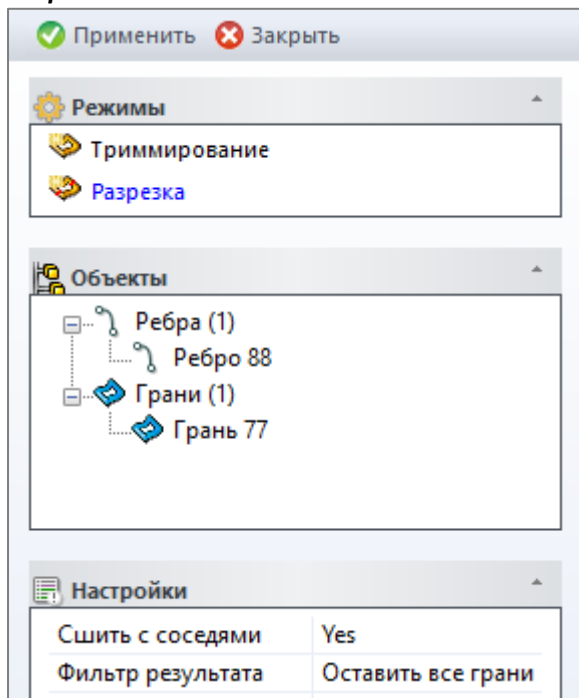 Применить Закрыть
Режимы
Триммирование
Разрезка
Объекты
Ребра (1)
Ребро 88
Грани (1)
Грань 77
Настройки
Сшить с соседями Yes
Фильтр результата Оставить все грани